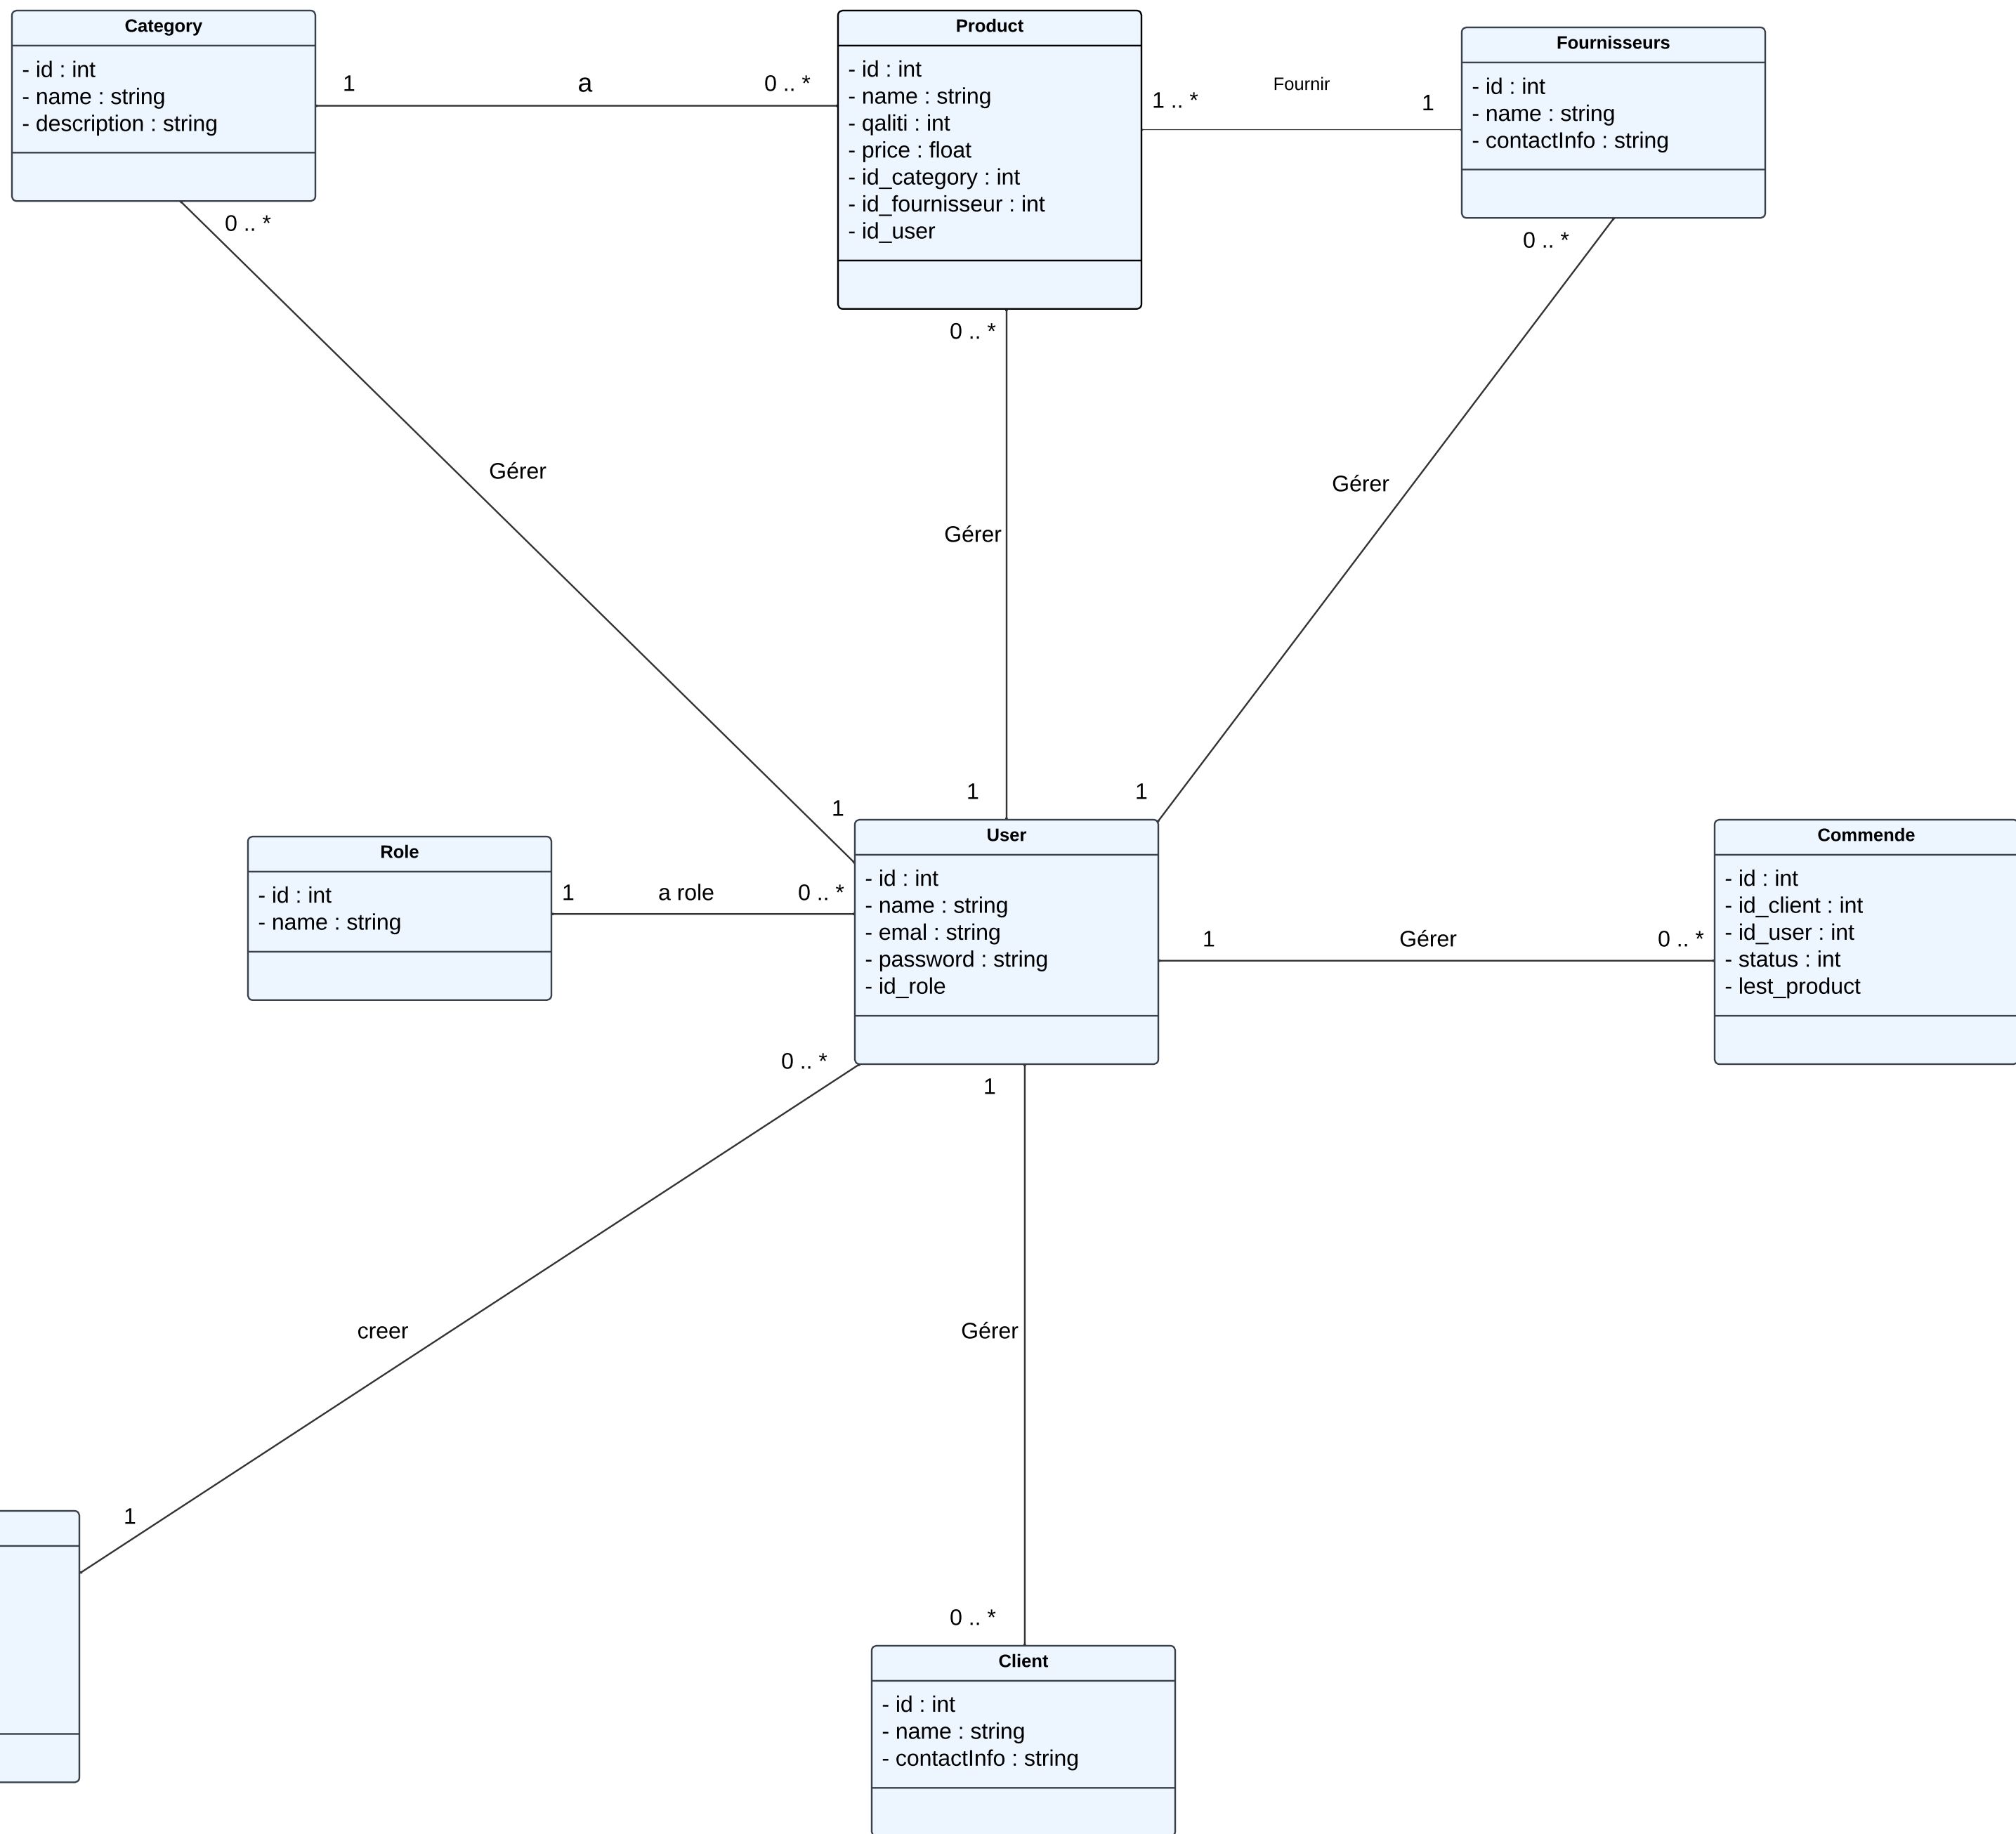 Category
- id : int
- name : string
- description : string
1
a
0 .. *
Product
- id : int
- name : string
- qaliti : int
- price : float
- id_category : int
- id_fournisseur : int
- id_user
1 .. *
Fournir
1
Fournisseurs
- id : int
- name : string
- contactInfo : string
0 .. *
0 .. *
0 .. *
Gérer
Gérer
Gérer
1
1
1
Role
- id : int
- name : string
1
a role
0 .. *
User
- id : int
- name : string
- emal : string
- password : string
- id_role
1
Gérer
0 .. *
Commende
- id : int
- id_client : int
- id_user : int
- status : int
- lest_product
0 .. *
1
creer
Gérer
1
0 .. *
Client
- id : int
- name : string
- contactInfo : string